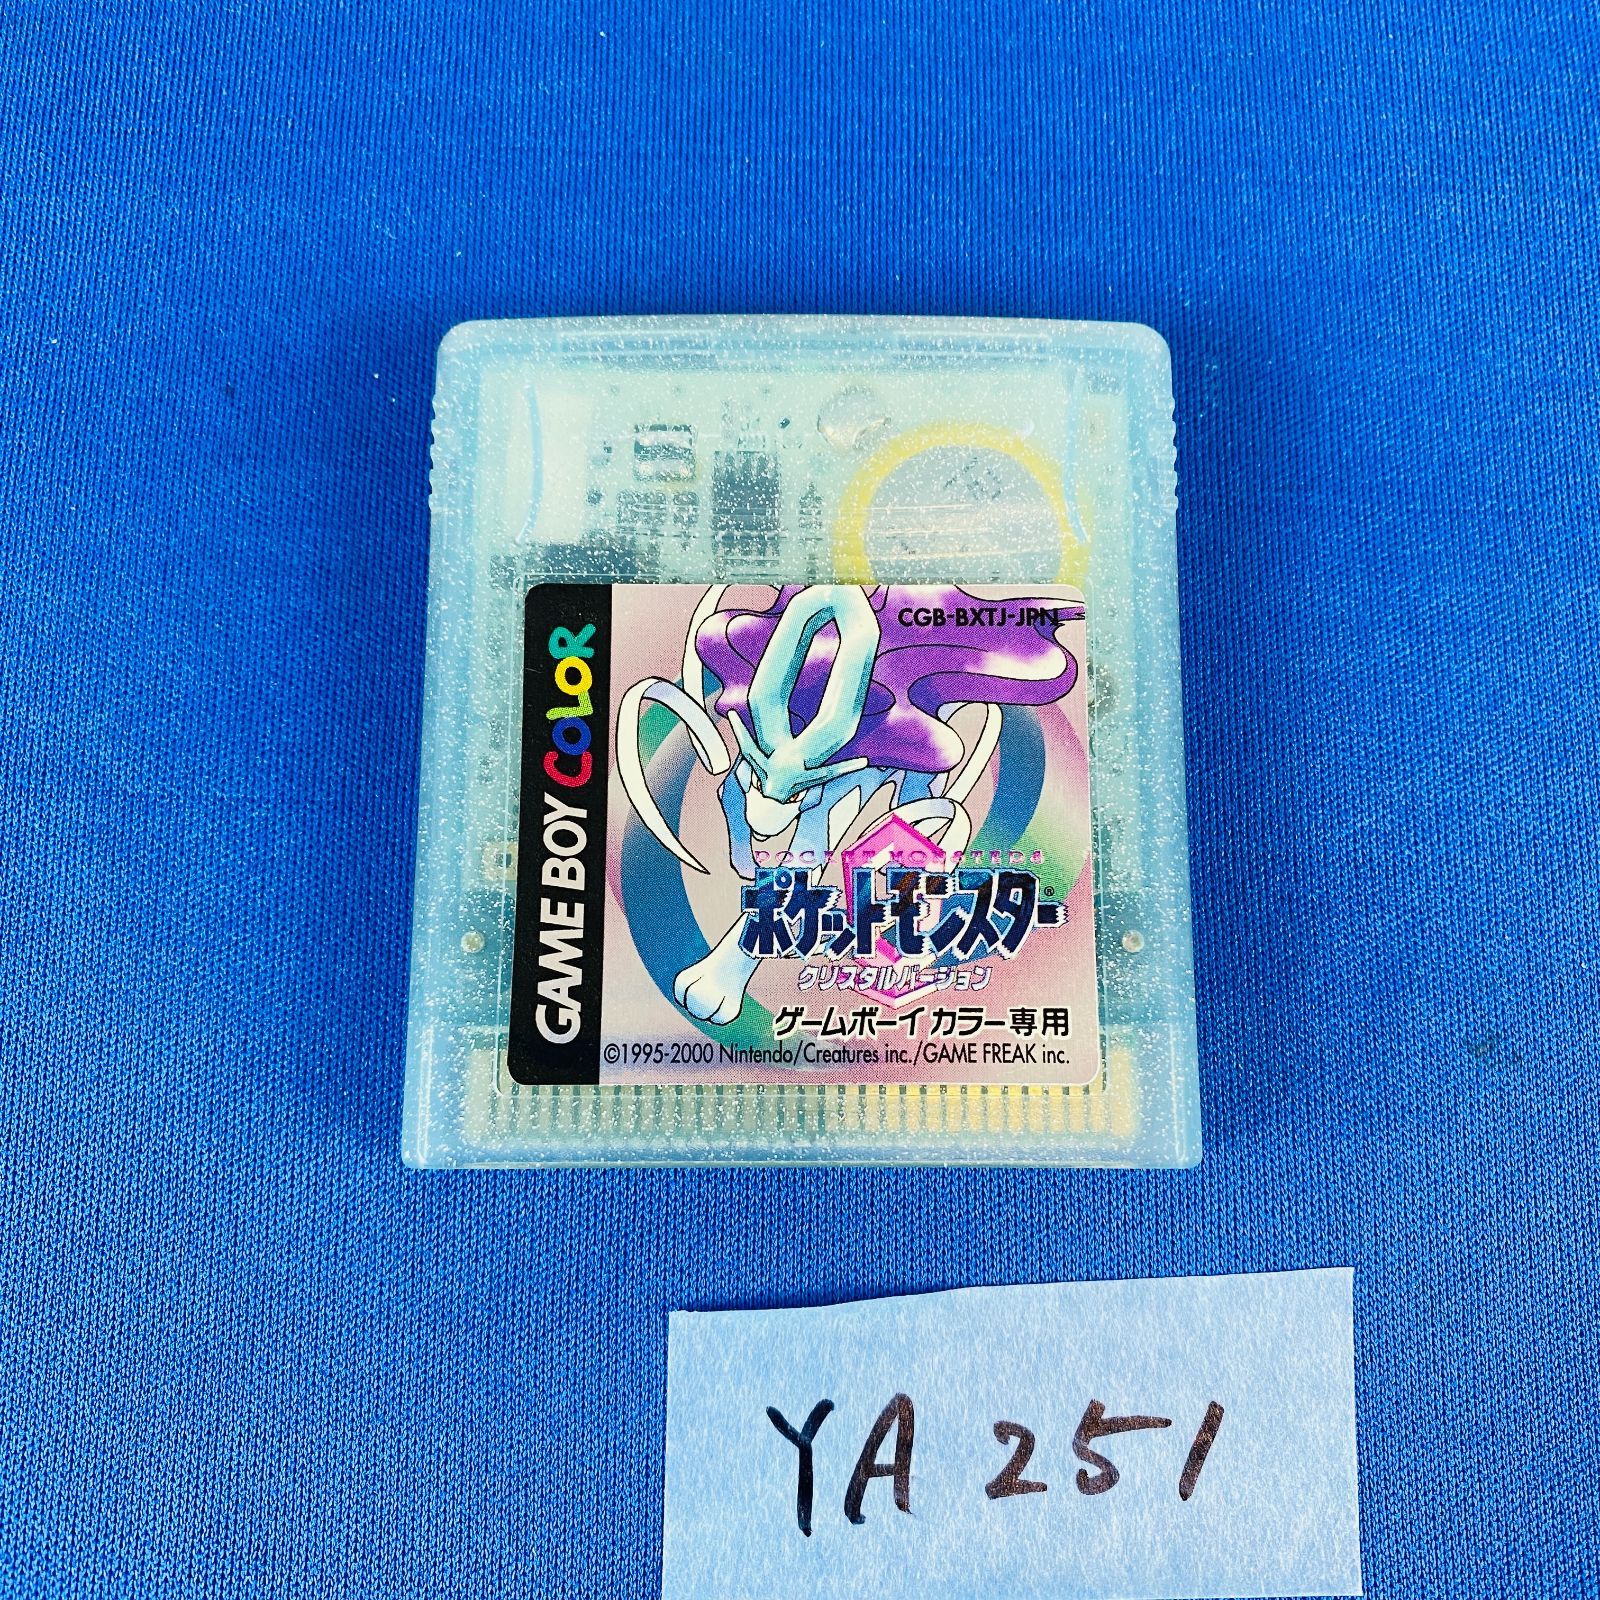 CGB-BXTJ-JPN
GAME BOY COLOR
POCKET MONSTERS
ポケットモンスター®
クリスタルバージョン
ゲームボーイ カラー専用
©1995-2000 Nintendo/Creatures inc./GAME FREAK inc.
YA 251